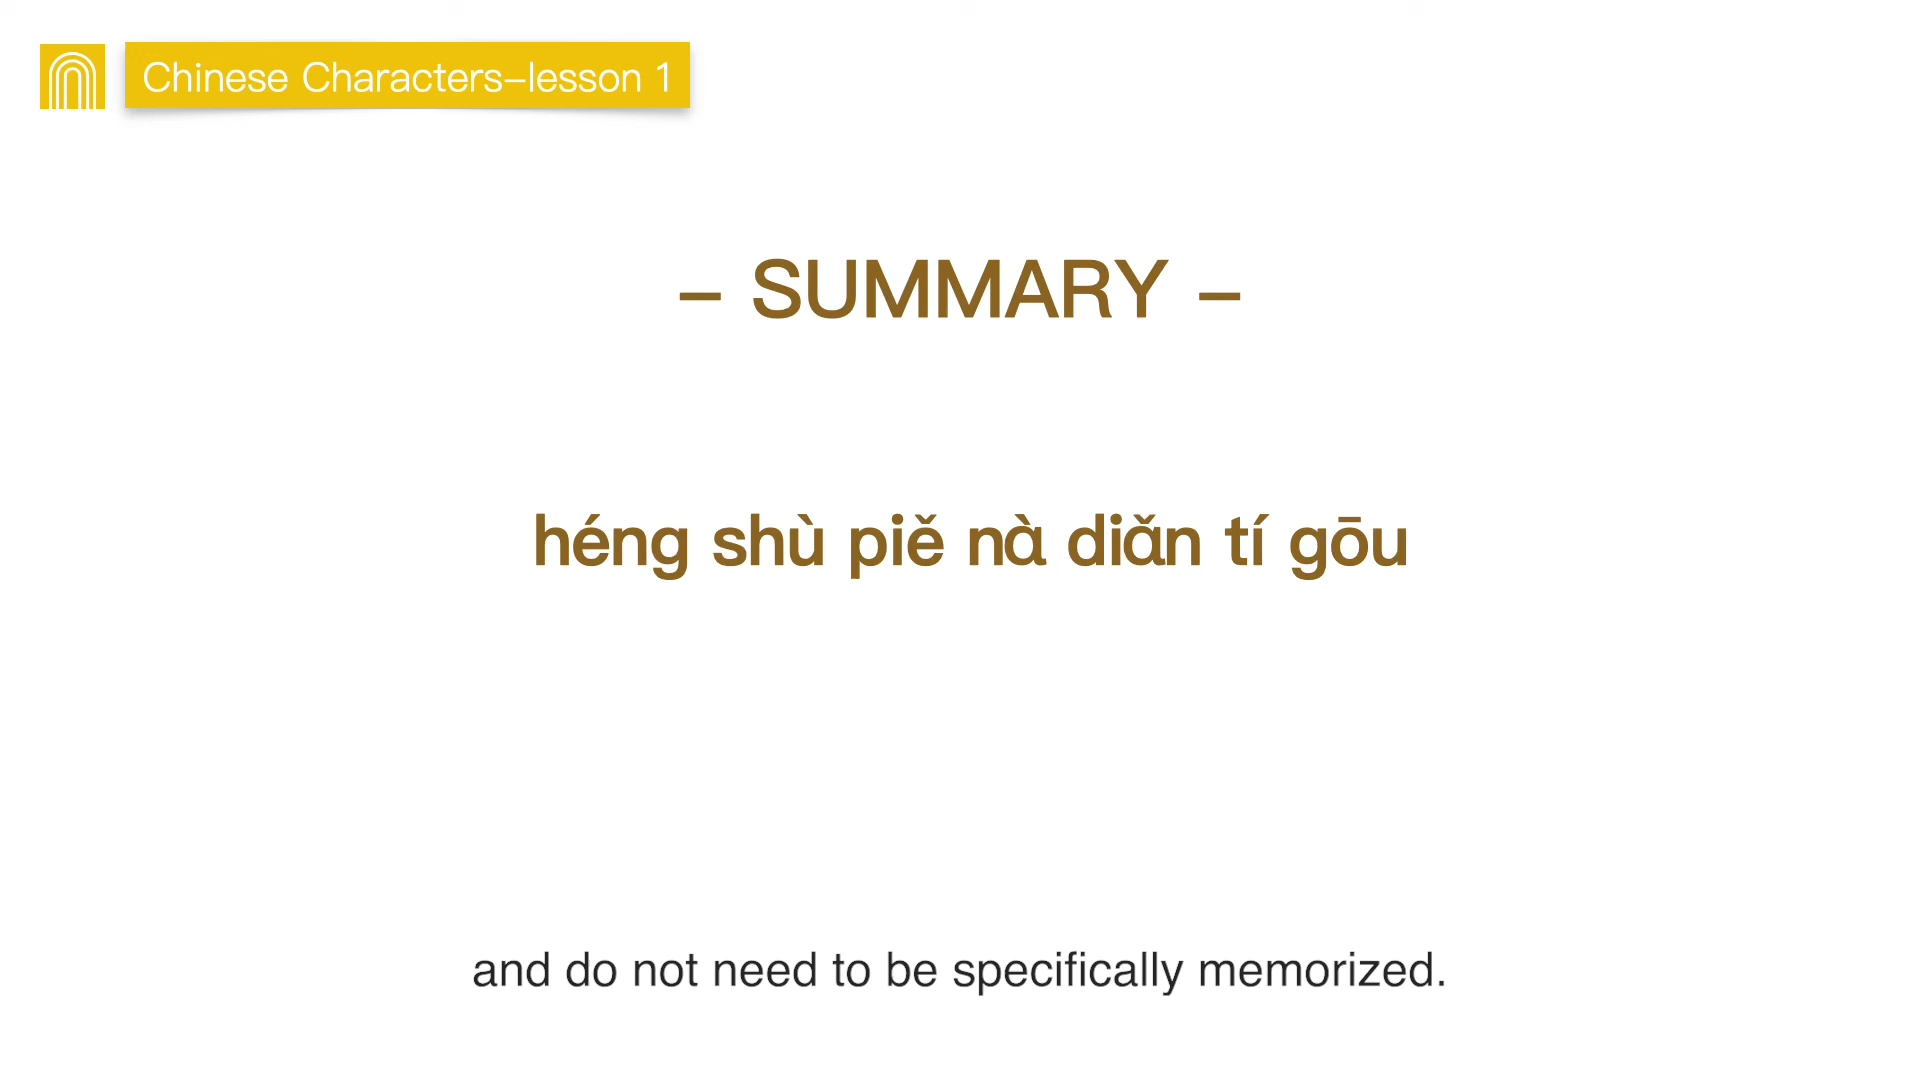 Chinese Characters–lesson 1
– SUMMARY –
héng shù piě nà diǎn tí gōu
and do not need to be specifically memorized.